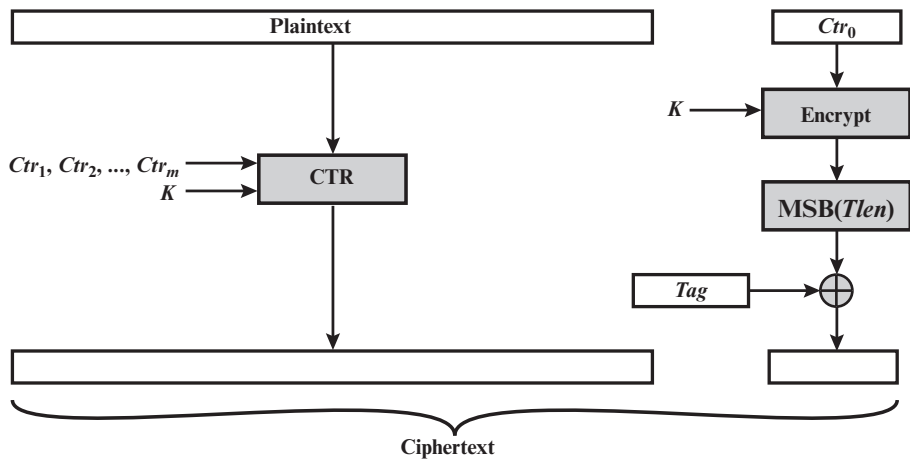 Plaintext
Ctr₀
K
Encrypt
Ctr₁, Ctr₂, ..., Ctrₘ
K
CTR
MSB(Tlen)
Tag
Ciphertext